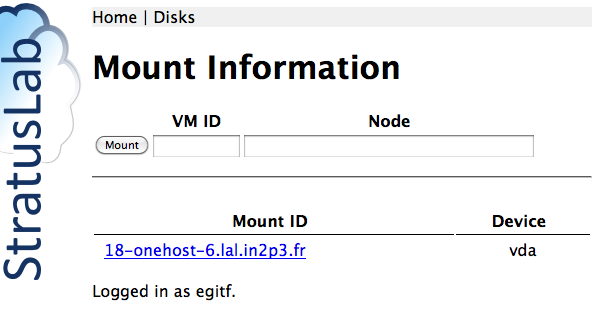 StratusLab
Home | Disks
Mount Information
VM ID Node
Mount
Mount ID Device
18-onehost-6.lal.in2p3.fr vda
Logged in as egitf.